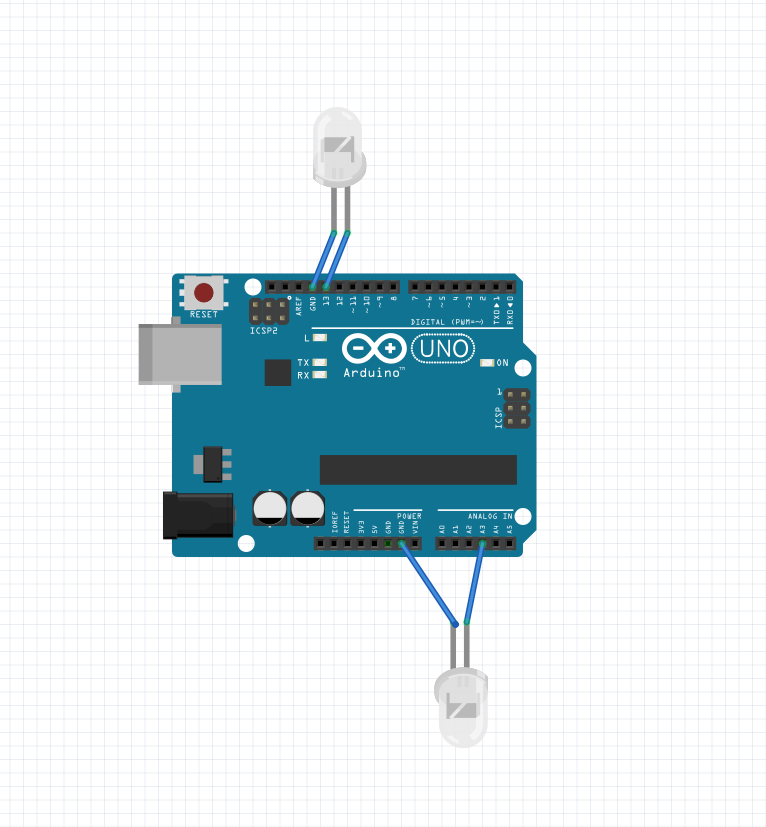 RESET
ICSP2
AREF
GND
13
12
~11
~10
~9
8
7
~6
~5
4
~3
2
TXD▶1
RXD◀0
DIGITAL (PWM=~)
L
TX
RX
UNO
Arduino™
ON
1
ICSP
POWER
ANALOG IN
IOREF
RESET
3V3
5V
GND
GND
VIN
A0
A1
A2
A3
A4
A5